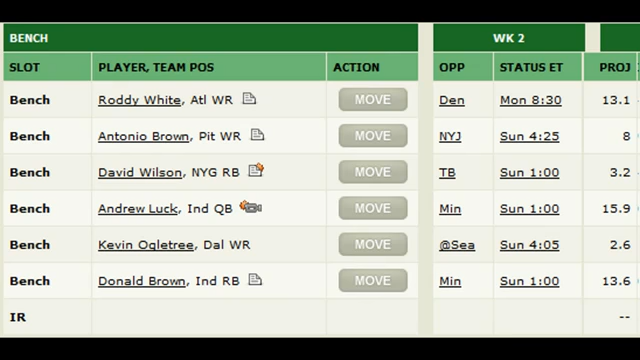 BENCH WK 2
SLOT PLAYER, TEAM POS ACTION OPP STATUS ET PROJ
Bench Roddy White, Atl WR MOVE Den Mon 8:30 13.1
Bench Antonio Brown, Pit WR MOVE NYJ Sun 4:25 8
Bench David Wilson, NYG RB MOVE TB Sun 1:00 3.2
Bench Andrew Luck, Ind QB MOVE Min Sun 1:00 15.9
Bench Kevin Ogletree, Dal WR MOVE @Sea Sun 4:05 2.6
Bench Donald Brown, Ind RB MOVE Min Sun 1:00 13.6
IR --